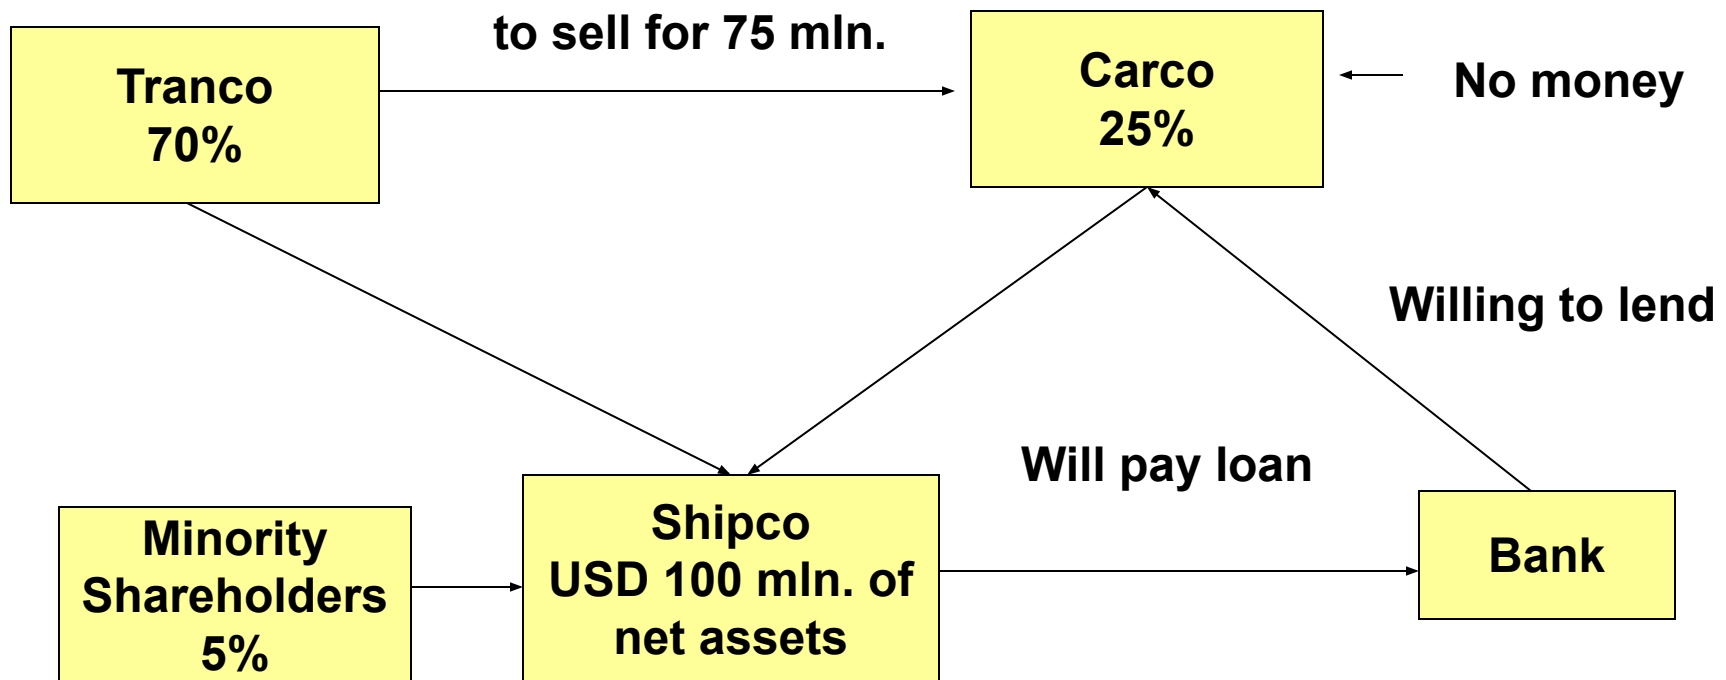 to sell for 75 mln.
Tranco
70%
Carco
25%
No money
Willing to lend
Will pay loan
Minority
Shareholders
5%
Shipco
USD 100 mln. of
net assets
Bank